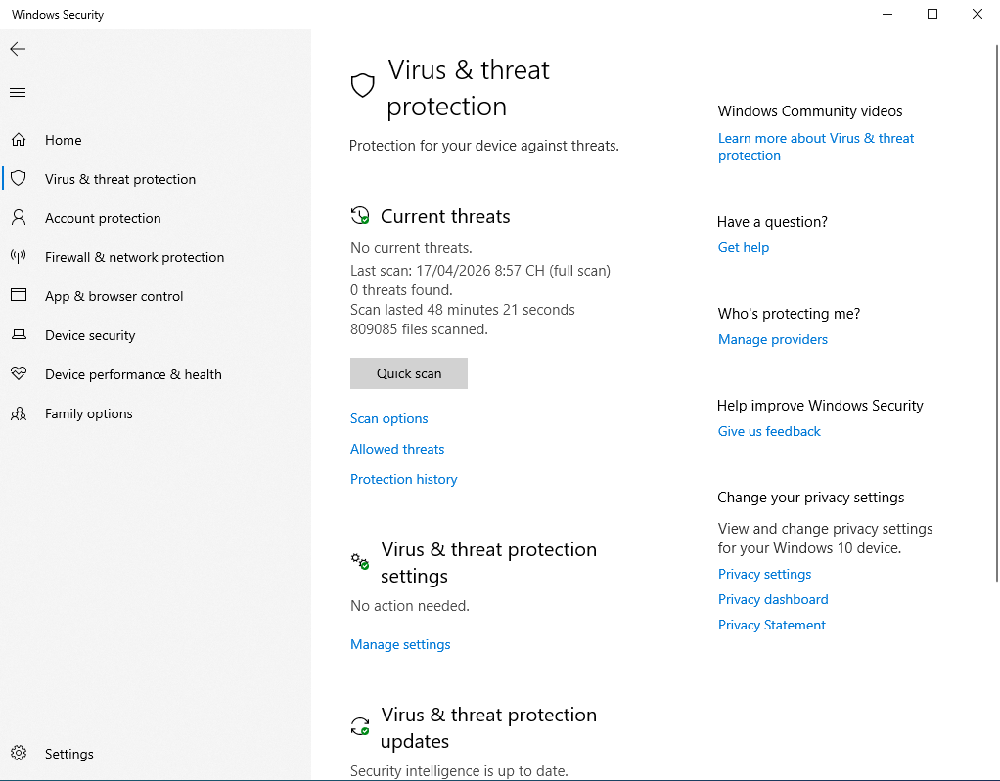 Windows Security
Home
Virus & threat protection
Account protection
Firewall & network protection
App & browser control
Device security
Device performance & health
Family options
Settings
Virus & threat
protection
Protection for your device against threats.
Current threats
No current threats.
Last scan: 17/04/2026 8:57 CH (full scan)
0 threats found.
Scan lasted 48 minutes 21 seconds
809085 files scanned.
Quick scan
Scan options
Allowed threats
Protection history
Virus & threat protection
settings
No action needed.
Manage settings
Virus & threat protection
updates
Security intelligence is up to date.
Windows Community videos
Learn more about Virus & threat
protection
Have a question?
Get help
Who's protecting me?
Manage providers
Help improve Windows Security
Give us feedback
Change your privacy settings
View and change privacy settings
for your Windows 10 device.
Privacy settings
Privacy dashboard
Privacy Statement